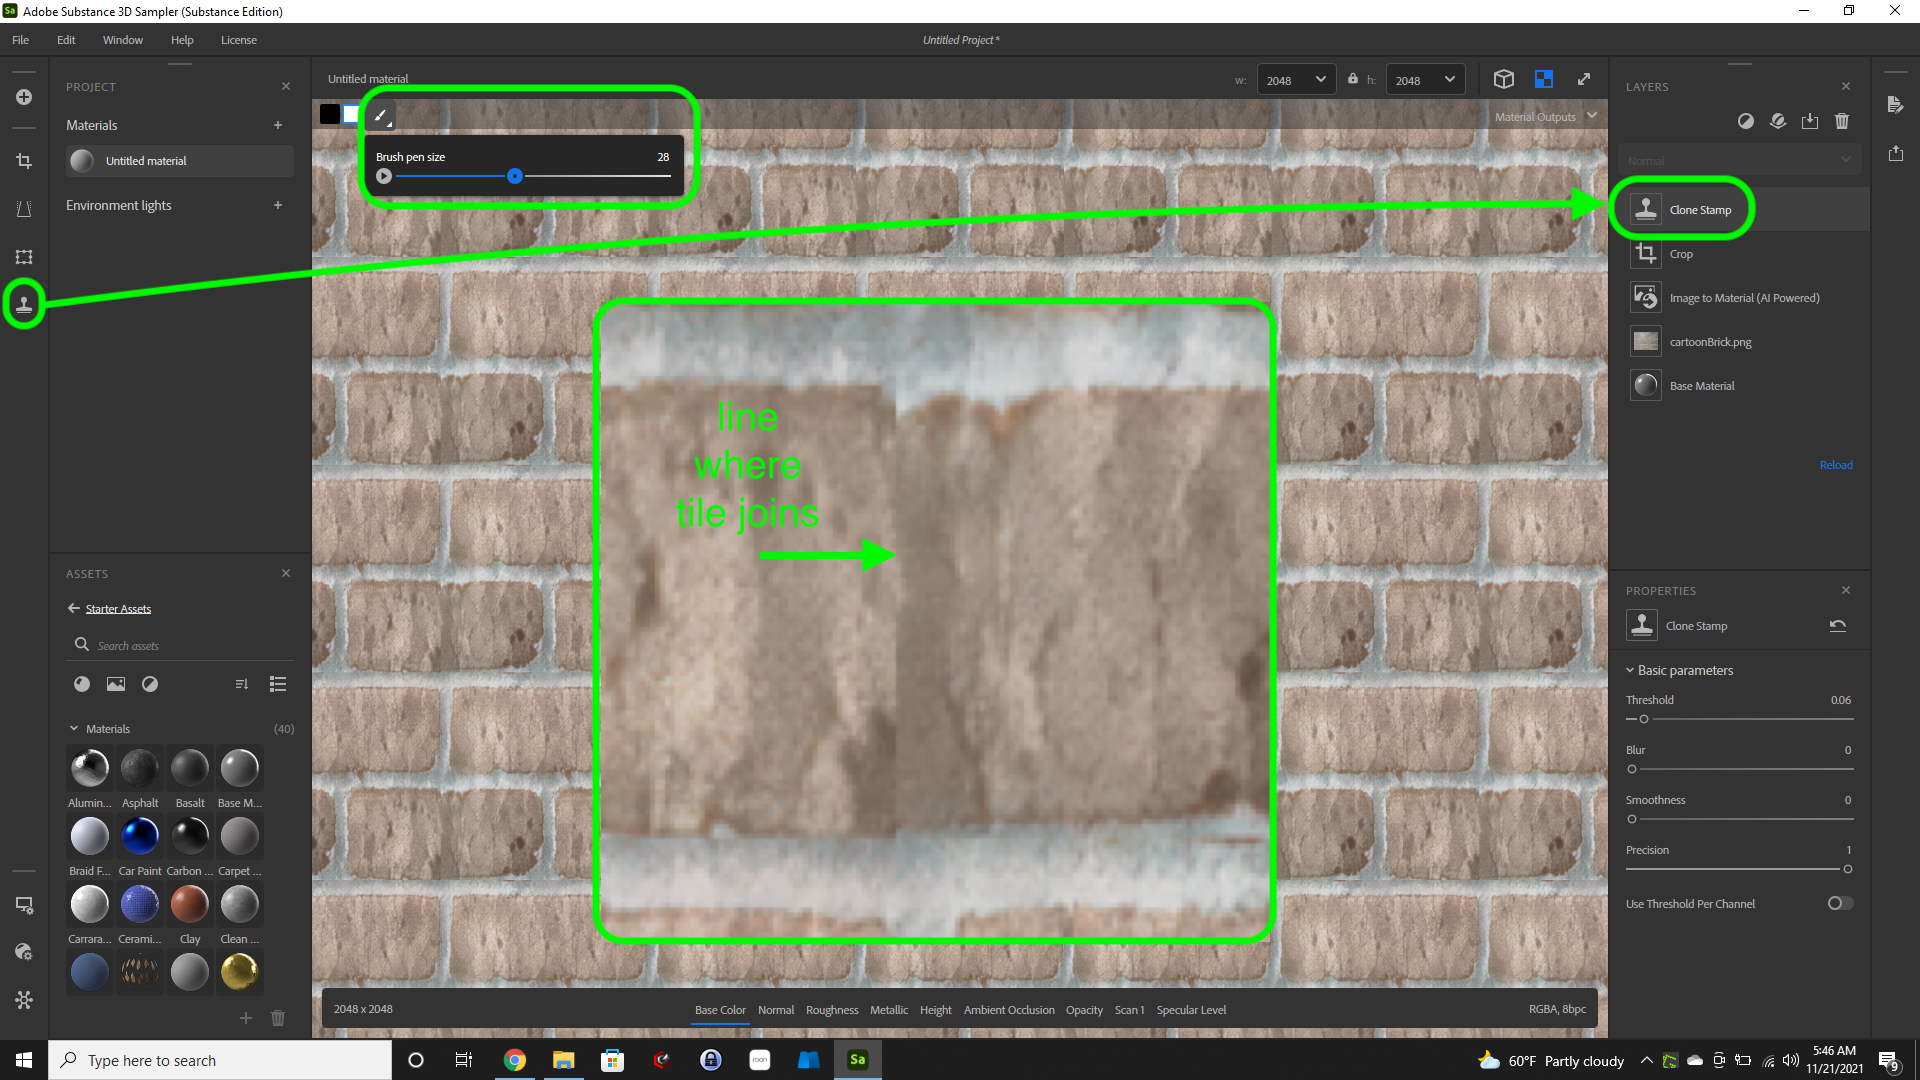 Adobe Substance 3D Sampler (Substance Edition)
File Edit Window Help License
Untitled Project*
PROJECT
Materials
Untitled material
Environment lights
Untitled material
w: 2048 h: 2048
Material Outputs
Brush pen size 28
line
where
tile joins
LAYERS
Normal
Clone Stamp
Crop
Image to Material (AI Powered)
cartoonBrick.png
Base Material
Reload
ASSETS
Starter Assets
Search assets
Materials (40)
Alumin... Asphalt Basalt Base M...
Braid F... Car Paint Carbon ... Carpet ...
Carrara... Cerami... Clay Clean ...
PROPERTIES
Clone Stamp
Basic parameters
Threshold 0.06
Blur 0
Smoothness 0
Precision 1
Use Threshold Per Channel
2048 x 2048
Base Color Normal Roughness Metallic Height Ambient Occlusion Opacity Scan 1 Specular Level
RGBA, 8bpc
Type here to search
roon
Sa
60°F Partly cloudy
5:46 AM
11/21/2021
9